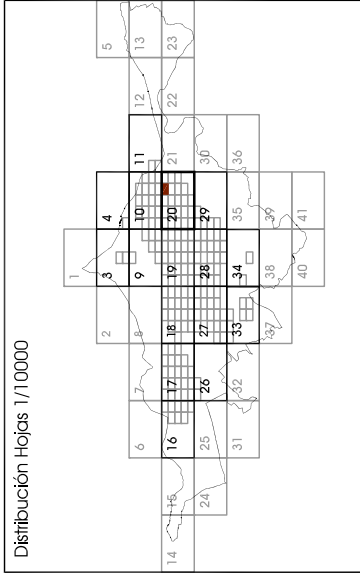 Distribución Hojas 1/10000
1
2 3 4 5
6 7 8 9 10 11 12 13
14 15 16 17 18 19 20 21 22 23
24 25 26 27 28 29 30
31 32 33 34 35 36
37 38 39
40 41